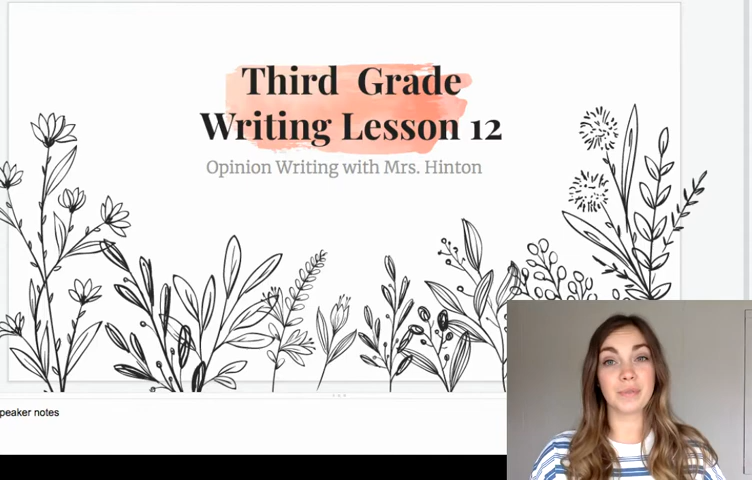 Third Grade
Writing Lesson 12
Opinion Writing with Mrs. Hinton
peaker notes